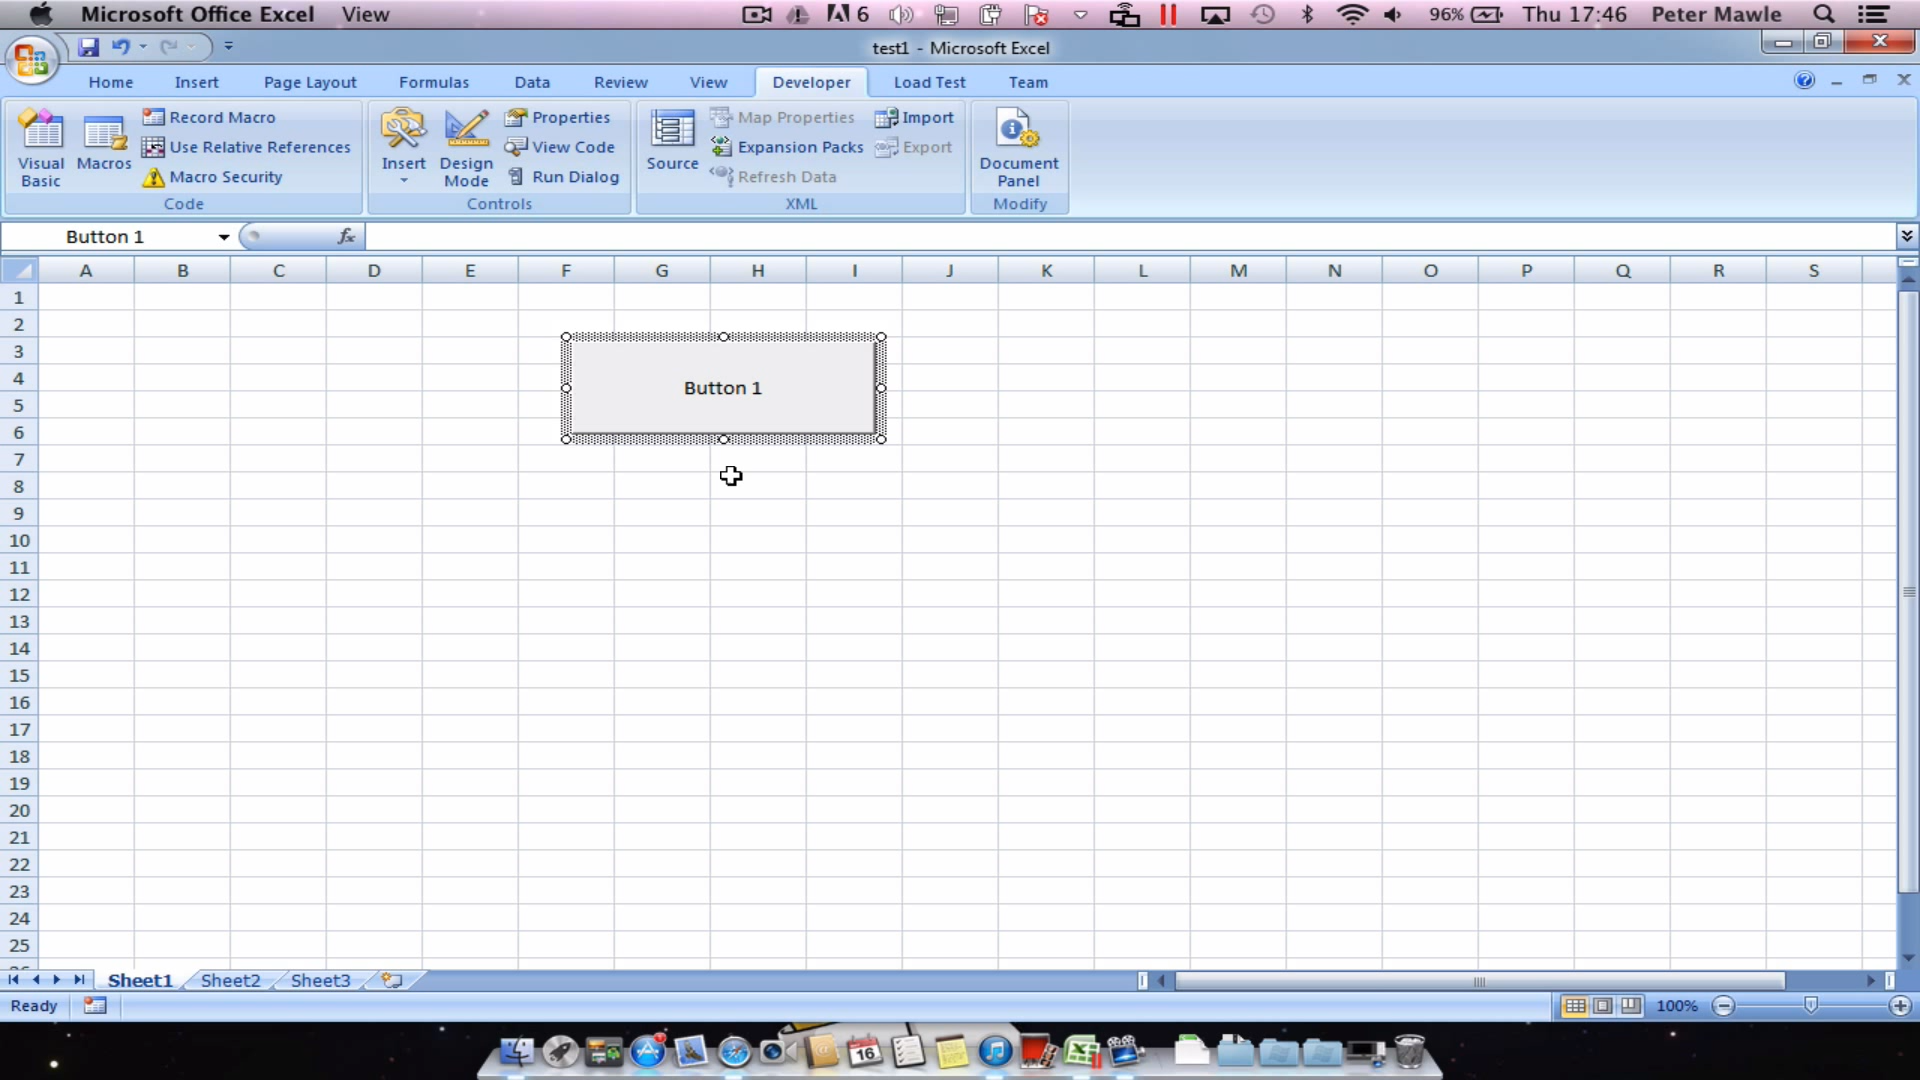 Microsoft Office Excel View 6 96% Thu 17:46 Peter Mawle
test1 - Microsoft Excel
Home Insert Page Layout Formulas Data Review View Developer Load Test Team
Visual Basic
Macros
Record Macro
Use Relative References
Macro Security
Code
Insert
Design Mode
Properties
View Code
Run Dialog
Controls
Source
Map Properties
Expansion Packs
Refresh Data
Import
Export
XML
Document Panel
Modify
Button 1 fx
A B C D E F G H I J K L M N O P Q R S
1
2
3
4
Button 1
5
6
7
8
9
10
11
12
13
14
15
16
17
18
19
20
21
22
23
24
25
Sheet1 Sheet2 Sheet3
Ready 100%
16